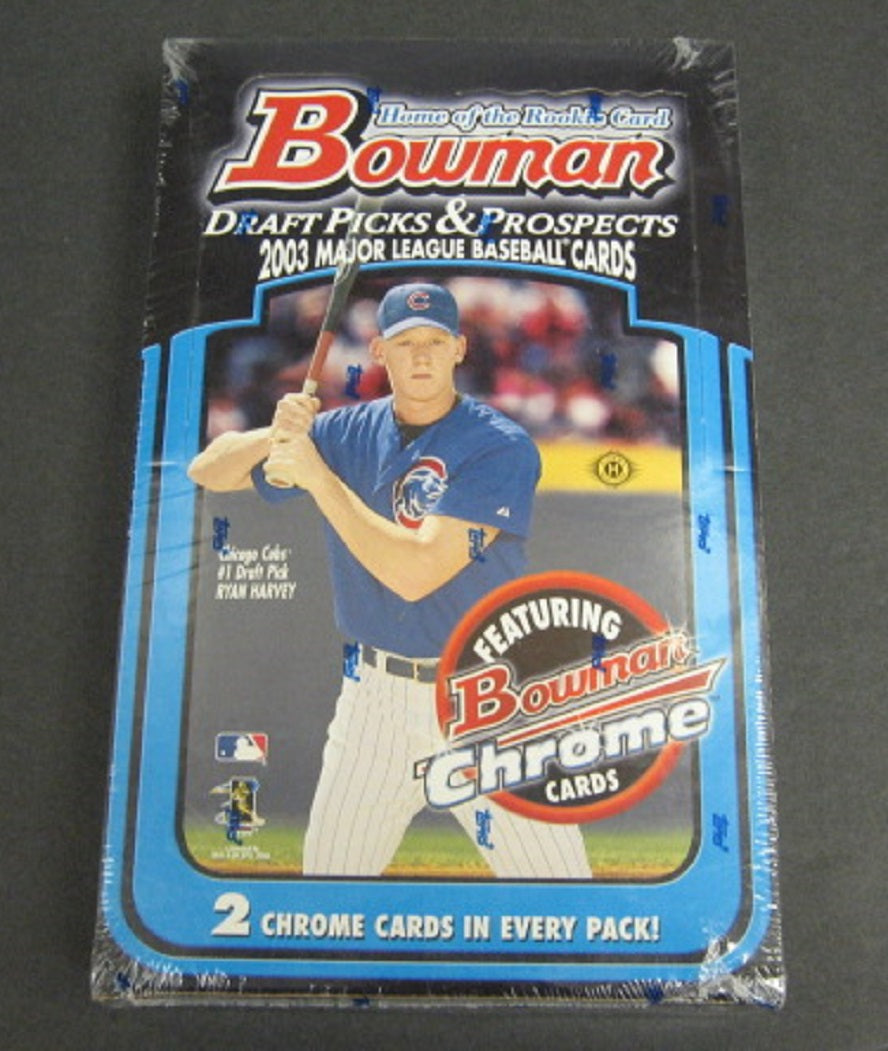 Home of the Rookie Card
Bowman
DRAFT PICKS & PROSPECTS
2003 MAJOR LEAGUE BASEBALL® CARDS
C
H
Chicago Cubs
#1 Draft Pick
RYAN HARVEY
FEATURING
Bowman
Chrome™
CARDS
2 CHROME CARDS IN EVERY PACK!